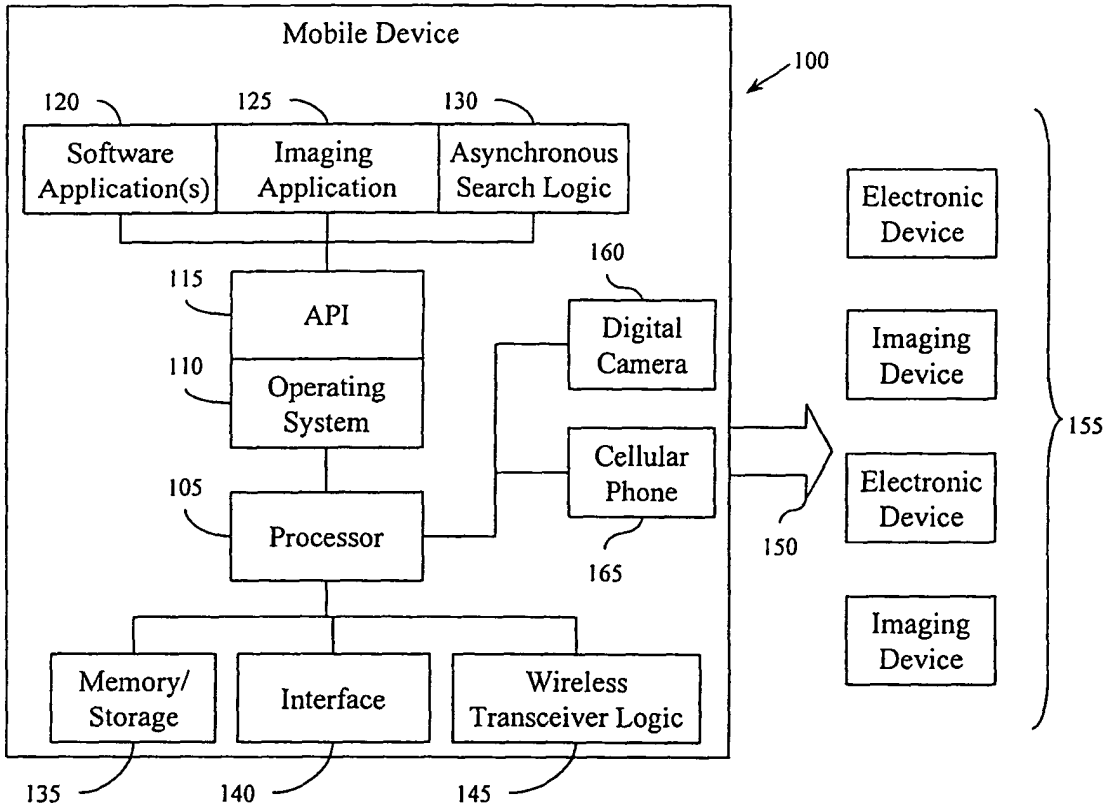 Mobile Device
100
120
125
130
Software
Application(s)
Imaging
Application
Asynchronous
Search Logic
115
API
110
Operating
System
105
Processor
160
Digital
Camera
Cellular
Phone
165
150
Electronic
Device
Imaging
Device
Electronic
Device
Imaging
Device
155
Memory/
Storage
Interface
Wireless
Transceiver Logic
135
140
145